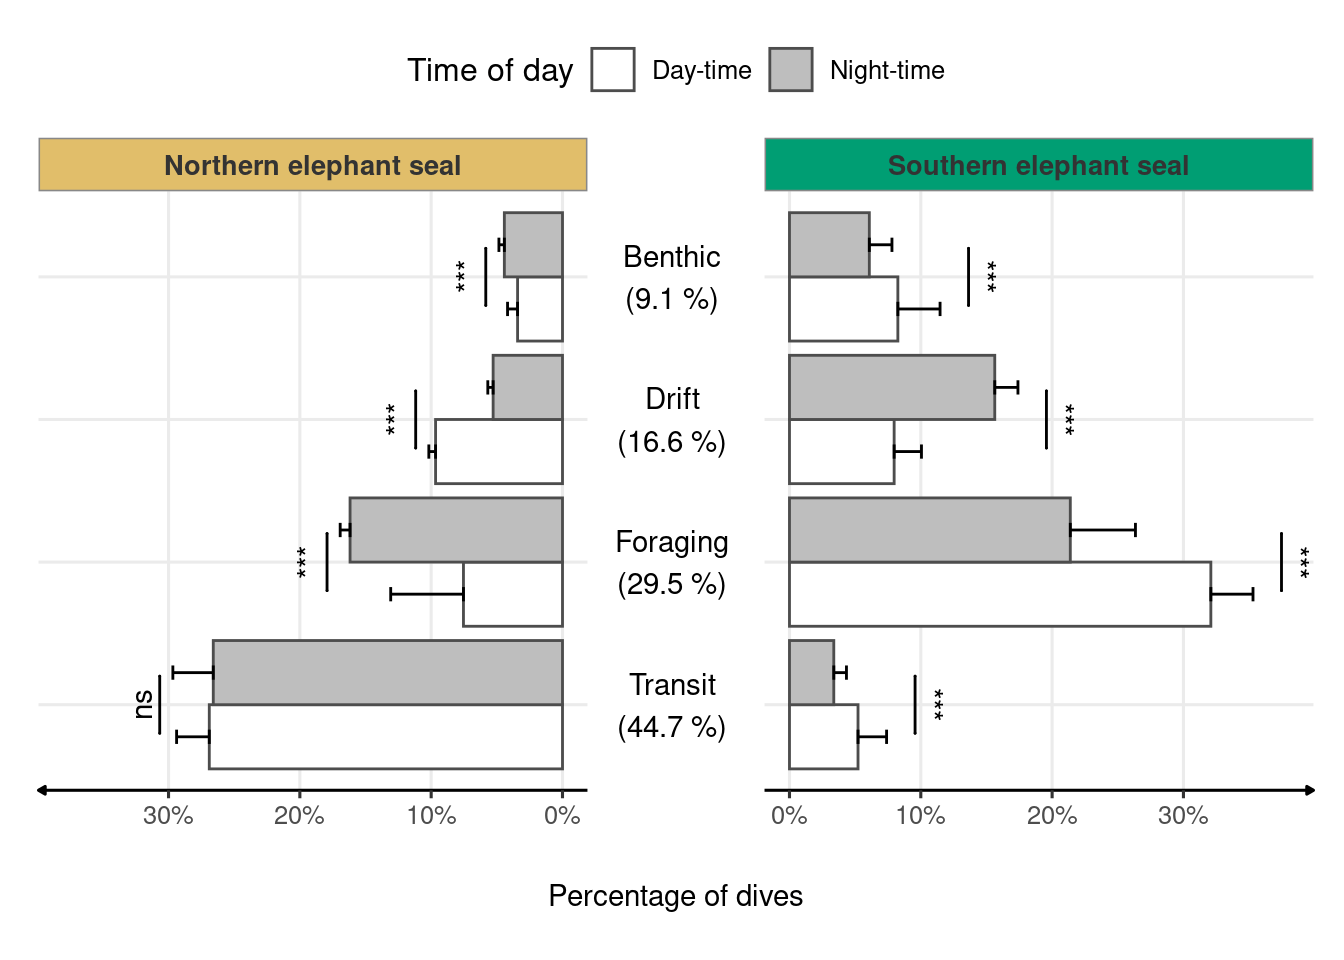 Time of day Day-time Night-time
Northern elephant seal
Southern elephant seal
Benthic
(9.1 %)
***
***
Drift
(16.6 %)
***
***
Foraging
(29.5 %)
***
***
Transit
(44.7 %)
ns
***
30% 20% 10% 0%
0% 10% 20% 30%
Percentage of dives